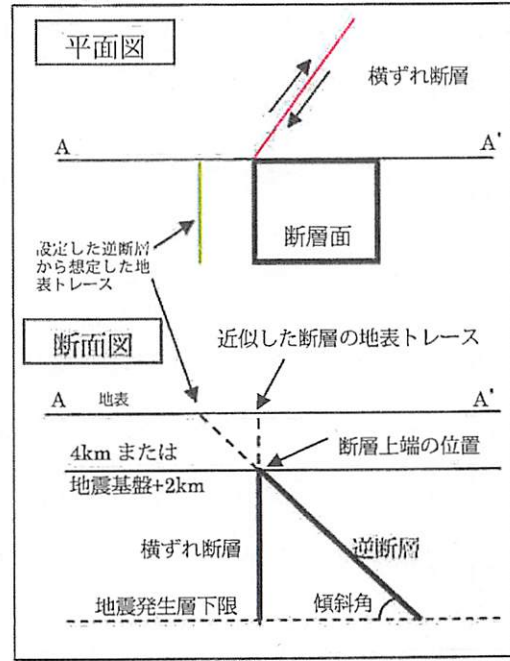 平面図
横ずれ断層
A
A'
断層面
設定した逆断層
から想定した地
表トレース
断面図
近似した断層の地表トレース
A
地表
A'
4kmまたは
断層上端の位置
地震基盤+2km
横ずれ断層
逆断層
地震発生層下限
傾斜角